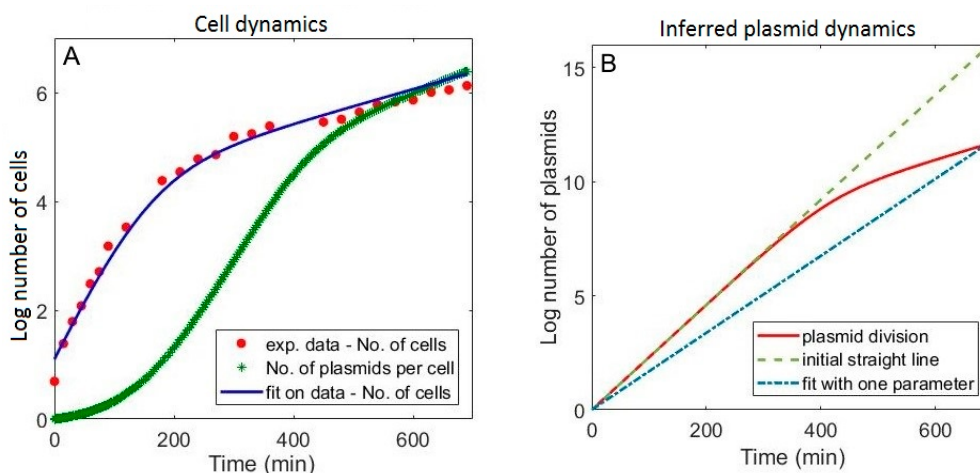 Cell dynamics
A
Log number of cells
6
4
2
0
exp. data - No. of cells
No. of plasmids per cell
fit on data - No. of cells
0
200
400
600
Time (min)
Inferred plasmid dynamics
B
Log number of plasmids
15
10
5
0
plasmid division
initial straight line
fit with one parameter
0
200
400
600
Time (min)